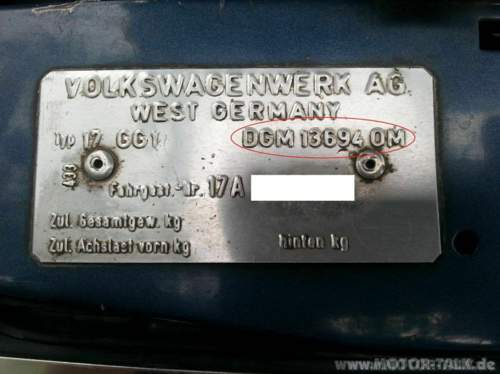 VOLKSWAGENWERK AG
WEST GERMANY
Typ 17 GG1 DGM 13694 OM
433
Fahrgest.-Nr. 17A
Zul. Gesamtgew. kg
Zul. Achslast vorn kg hinten kg
www.MOTOR-TALK.de